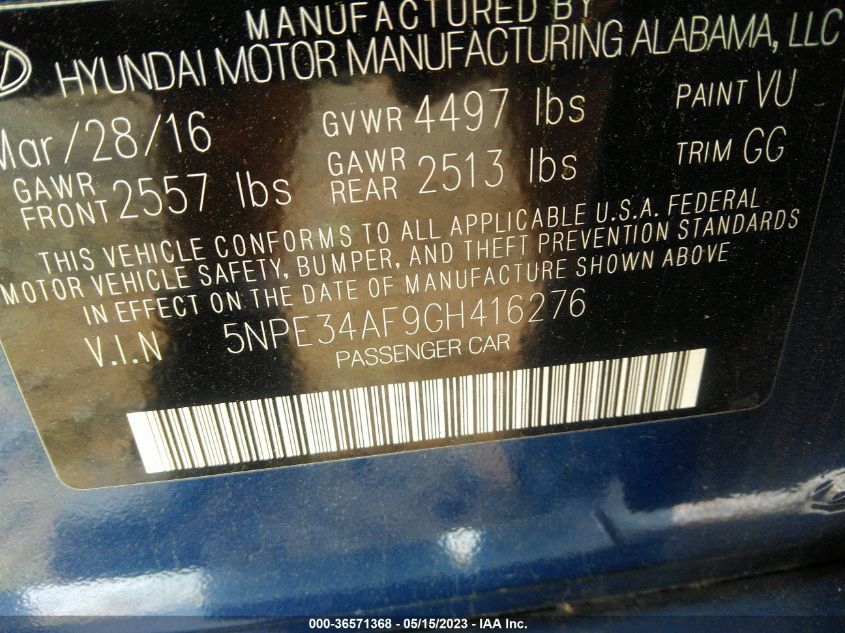 MANUFACTURED BY
HYUNDAI MOTOR MANUFACTURING ALABAMA, LLC
Mar/28/16 GVWR 4497 lbs PAINT VU
GAWR FRONT 2557 lbs GAWR REAR 2513 lbs TRIM GG
THIS VEHICLE CONFORMS TO ALL APPLICABLE U.S.A. FEDERAL
MOTOR VEHICLE SAFETY, BUMPER, AND THEFT PREVENTION STANDARDS
IN EFFECT ON THE DATE OF MANUFACTURE SHOWN ABOVE
V.I.N 5NPE34AF9GH416276
PASSENGER CAR
000-36571368 - 05/15/2023 - IAA Inc.